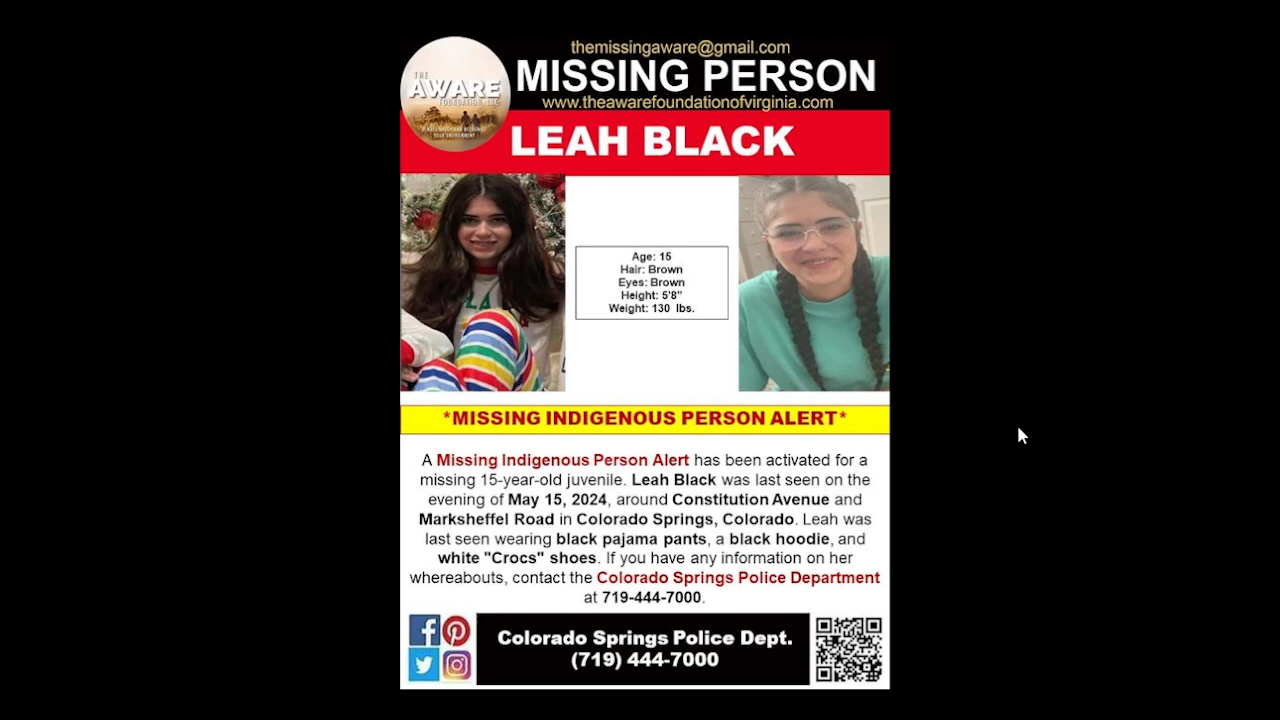 themissingaware@gmail.com
MISSING PERSON
www.theawarefoundationofvirginia.com
THE
AWARE
FOUNDATION, INC.
LEAH BLACK
Age: 15
Hair: Brown
Eyes: Brown
Height: 5'8"
Weight: 130 lbs.
*MISSING INDIGENOUS PERSON ALERT*
A Missing Indigenous Person Alert has been activated for a
missing 15-year-old juvenile. Leah Black was last seen on the
evening of May 15, 2024, around Constitution Avenue and
Marksheffel Road in Colorado Springs, Colorado. Leah was
last seen wearing black pajama pants, a black hoodie, and
white "Crocs" shoes. If you have any information on her
whereabouts, contact the Colorado Springs Police Department
at 719-444-7000.
Colorado Springs Police Dept.
(719) 444-7000